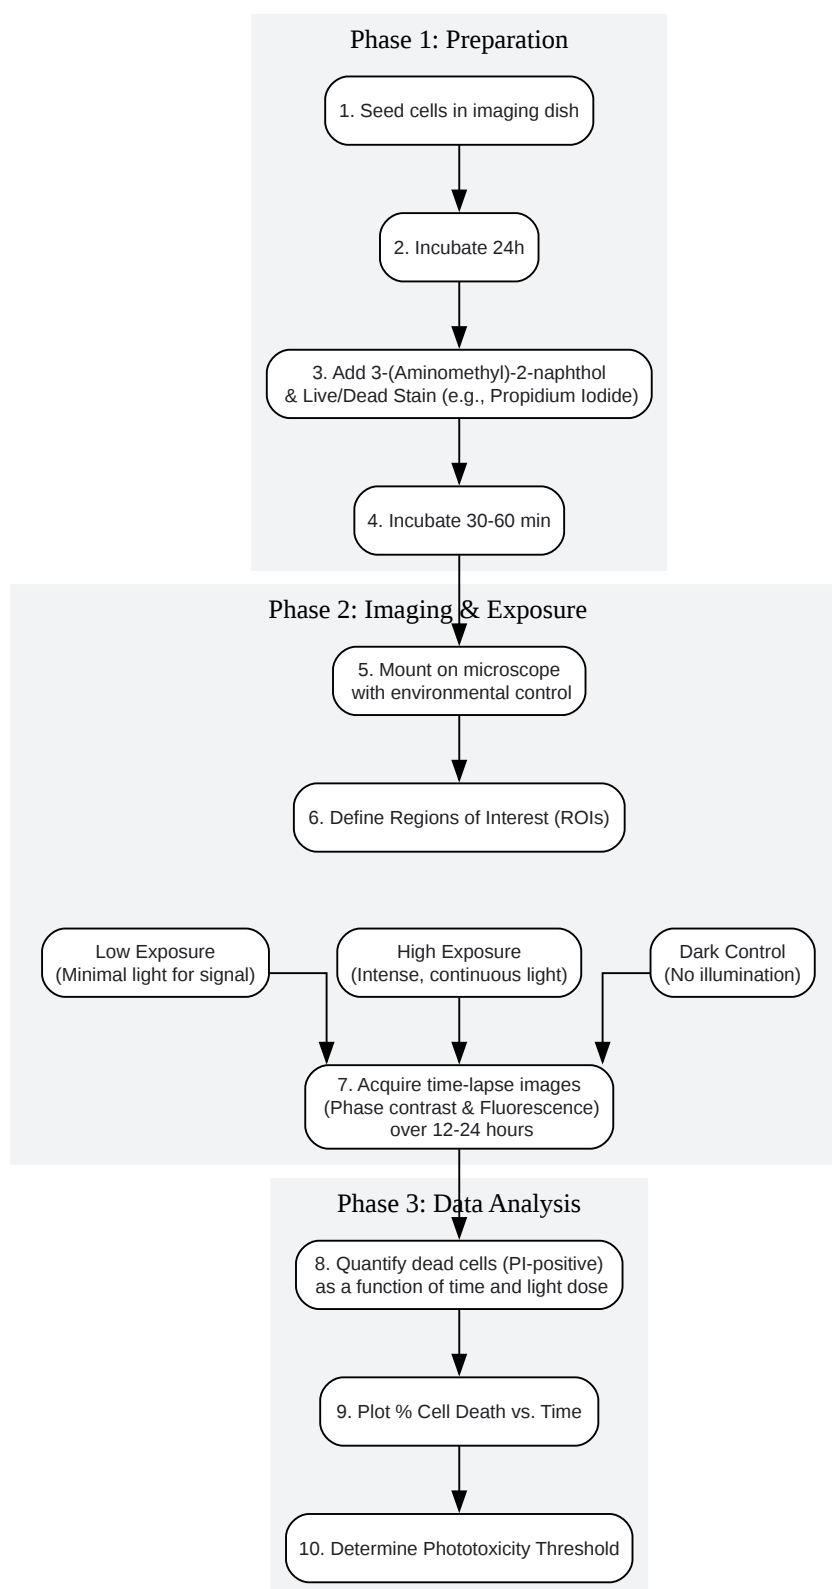 Phase 1: Preparation
1. Seed cells in imaging dish
2. Incubate 24h
3. Add 3-(Aminomethyl)-2-naphthol
& Live/Dead Stain (e.g., Propidium Iodide)
4. Incubate 30-60 min
Phase 2: Imaging & Exposure
5. Mount on microscope
with environmental control
6. Define Regions of Interest (ROIs)
Low Exposure
(Minimal light for signal)
High Exposure
(Intense, continuous light)
Dark Control
(No illumination)
7. Acquire time-lapse images
(Phase contrast & Fluorescence)
over 12-24 hours
Phase 3: Data Analysis
8. Quantify dead cells (PI-positive)
as a function of time and light dose
9. Plot % Cell Death vs. Time
10. Determine Phototoxicity Threshold